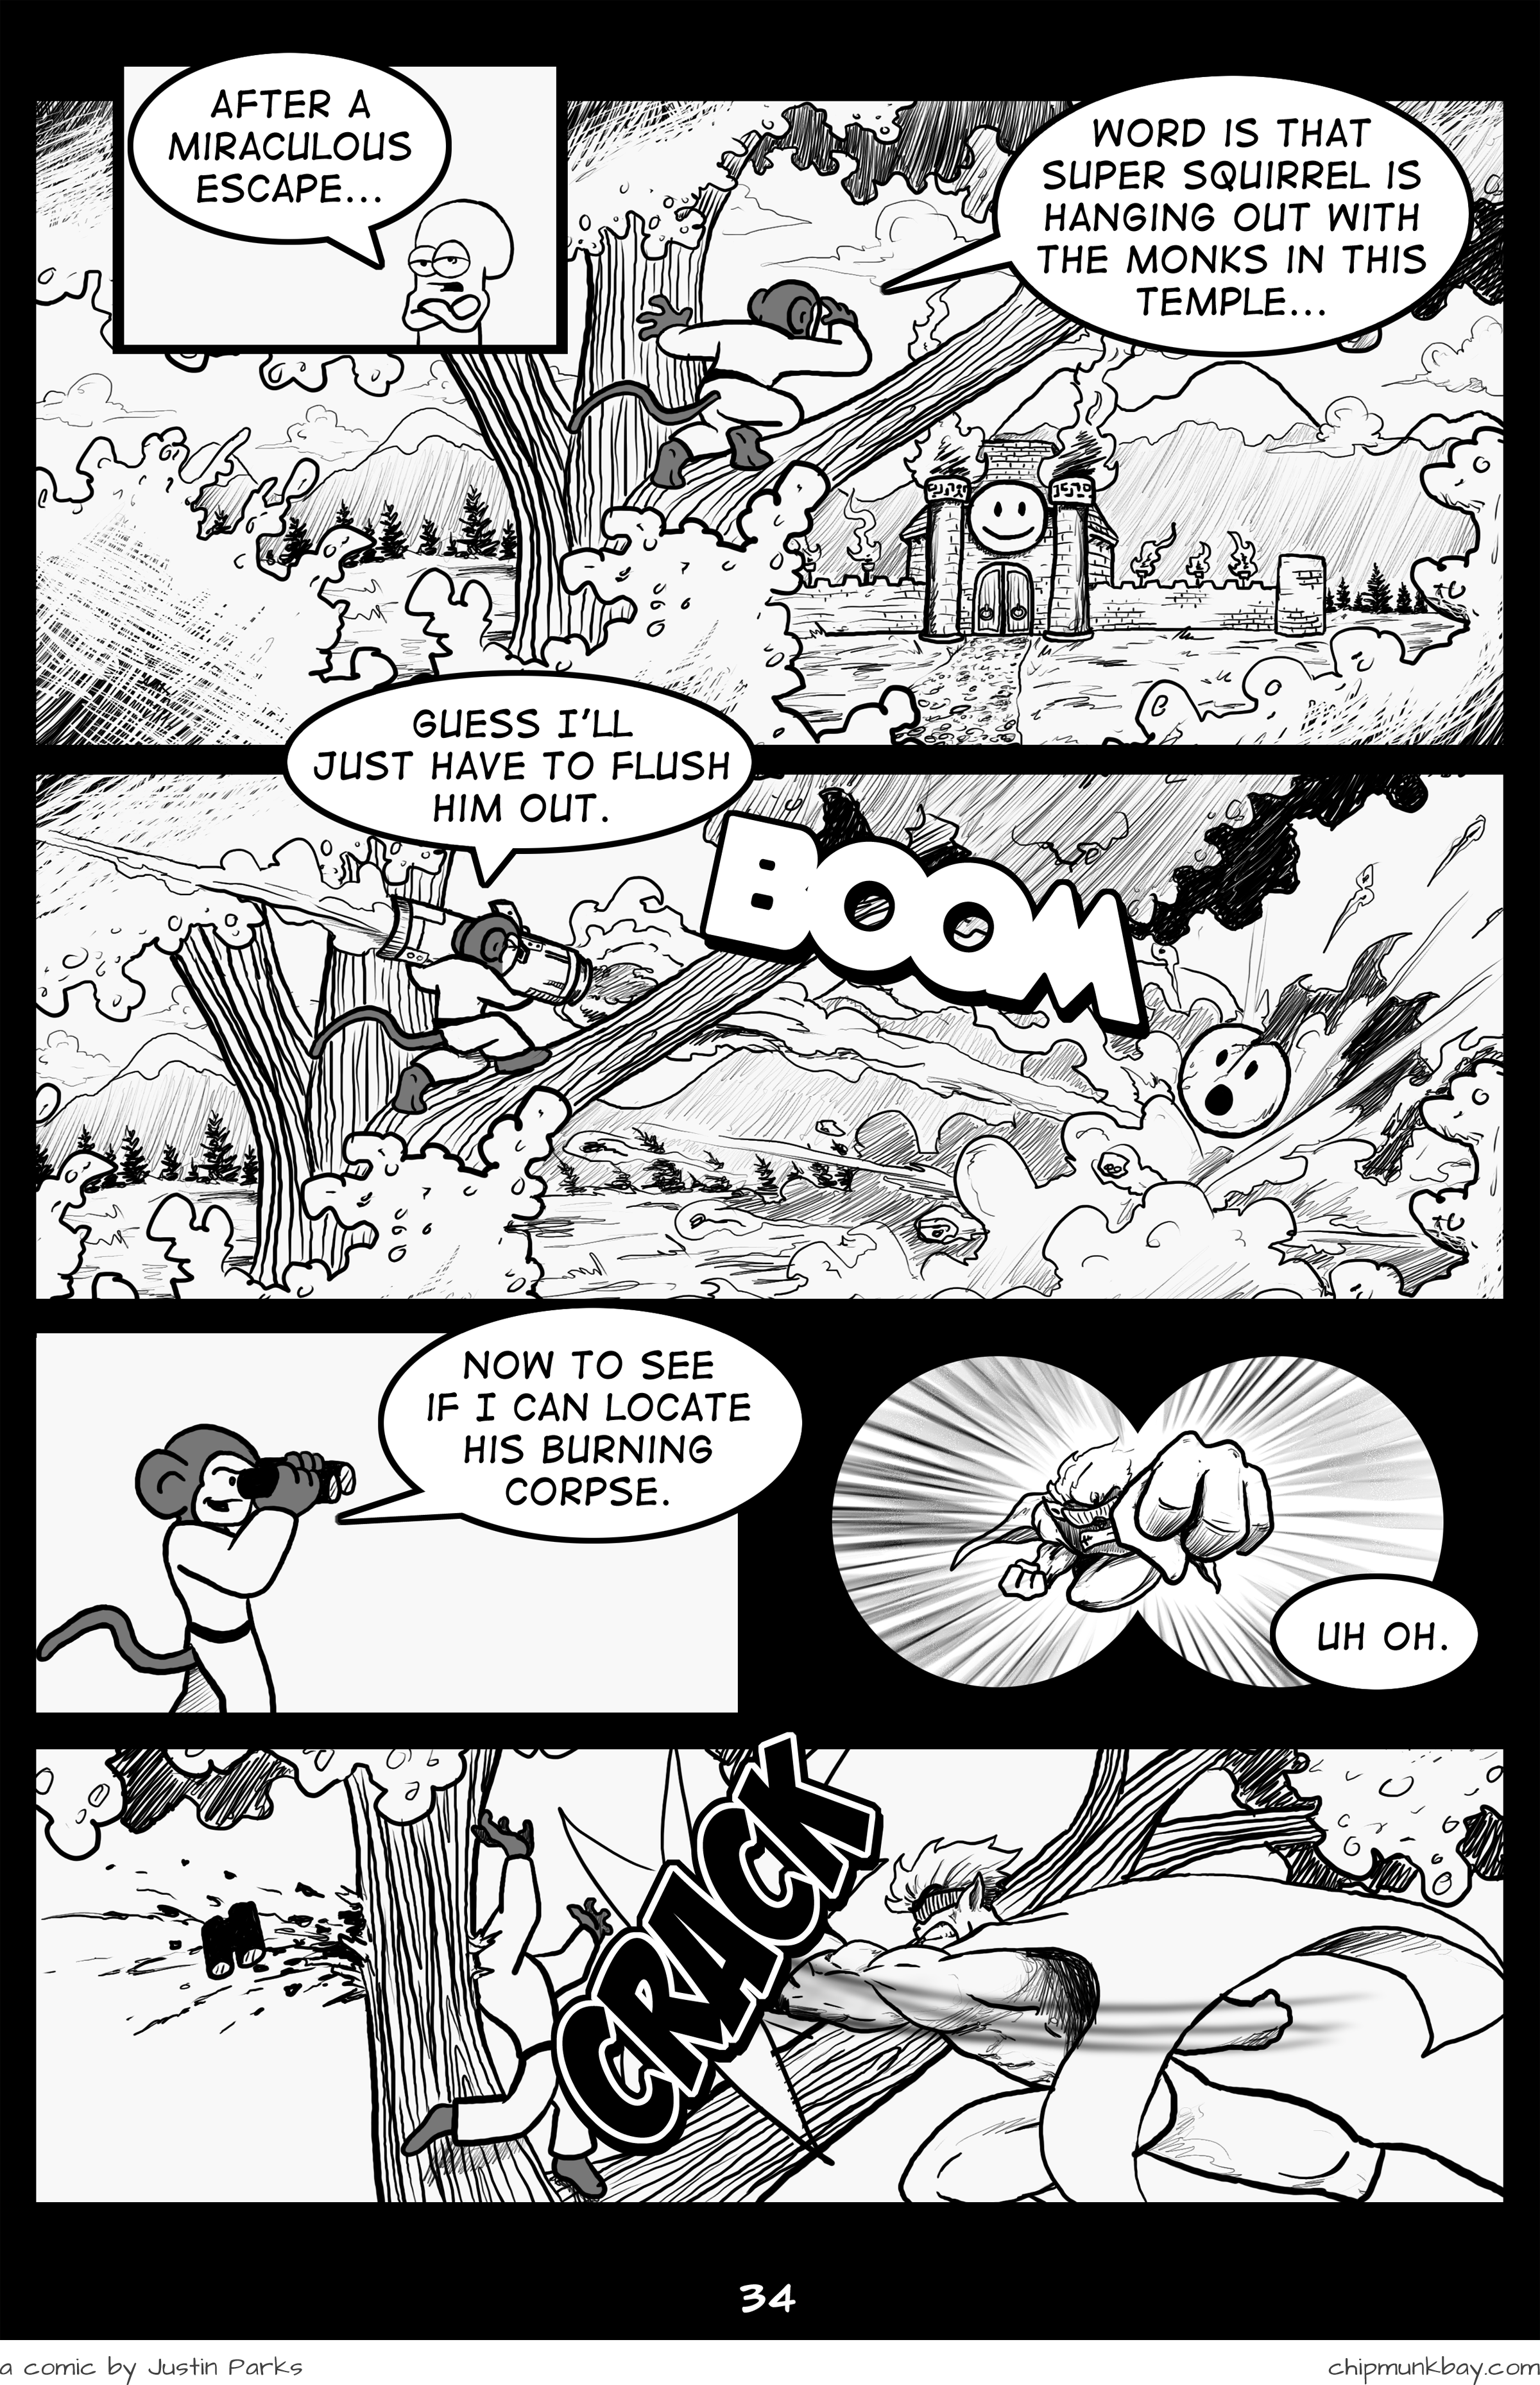 AFTER A
MIRACULOUS
ESCAPE...
WORD IS THAT
SUPER SQUIRREL IS
HANGING OUT WITH
THE MONKS IN THIS
TEMPLE...
GUESS I'LL
JUST HAVE TO FLUSH
HIM OUT.
BOOM
NOW TO SEE
IF I CAN LOCATE
HIS BURNING
CORPSE.
UH OH.
CRACK
34
a comic by Justin Parks
chipmunkbay.com